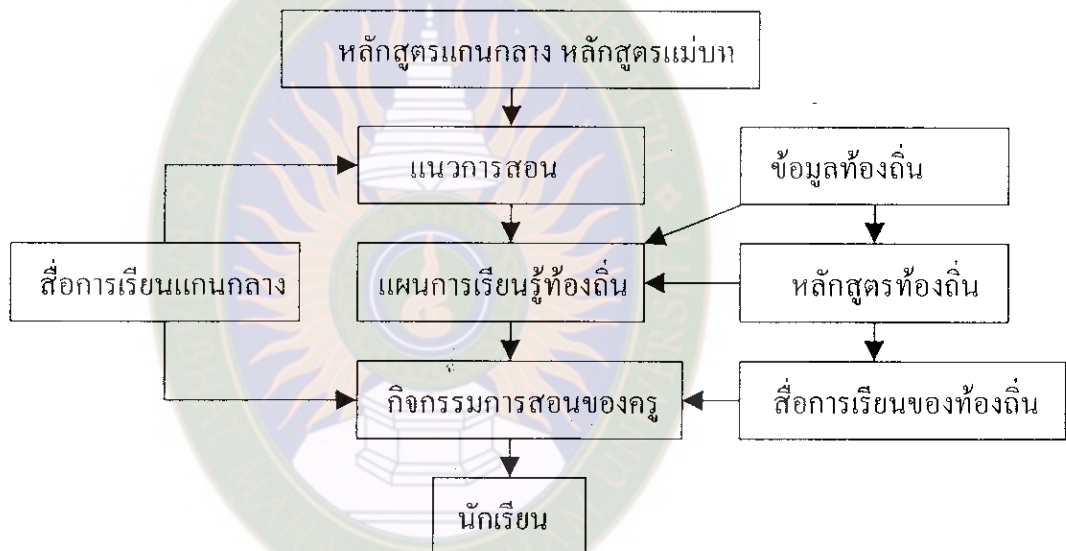 หลักสูตรแกนกลาง หลักสูตรแม่บท
แนวการสอน
ข้อมูลท้องถิ่น
สื่อการเรียนแกนกลาง
แผนการเรียนรู้ท้องถิ่น
หลักสูตรท้องถิ่น
กิจกรรมการสอนของครู
สื่อการเรียนของท้องถิ่น
นักเรียน